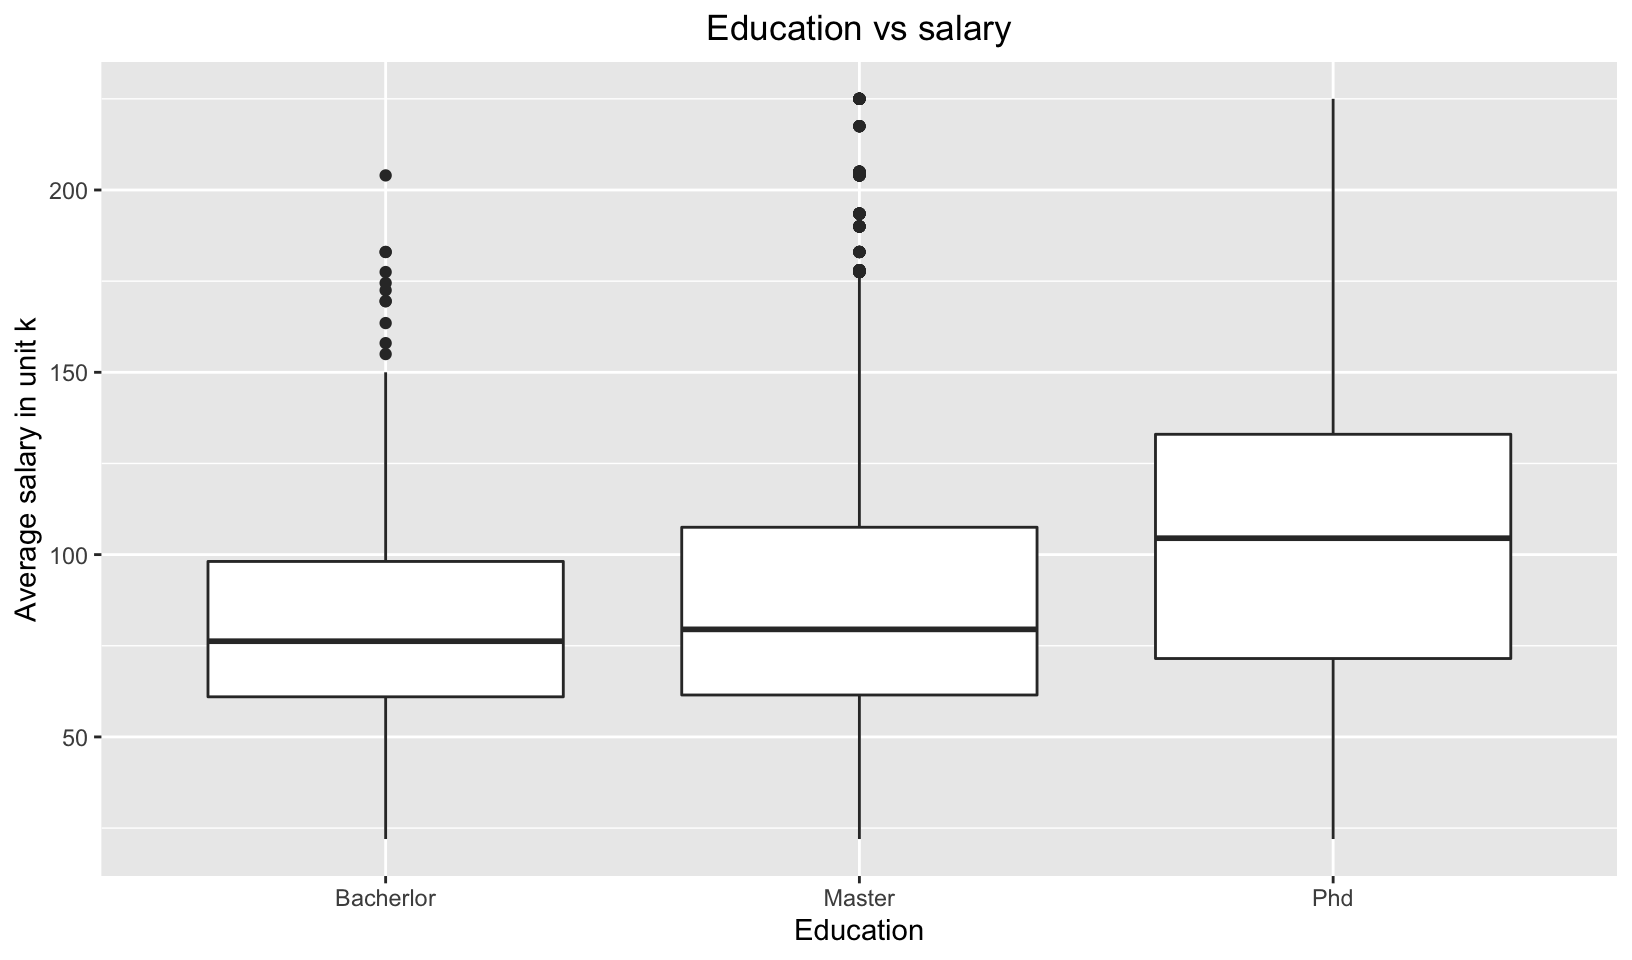 Education vs salary
Average salary in unit k
200
150
100
50
Bacherlor Master Phd
Education